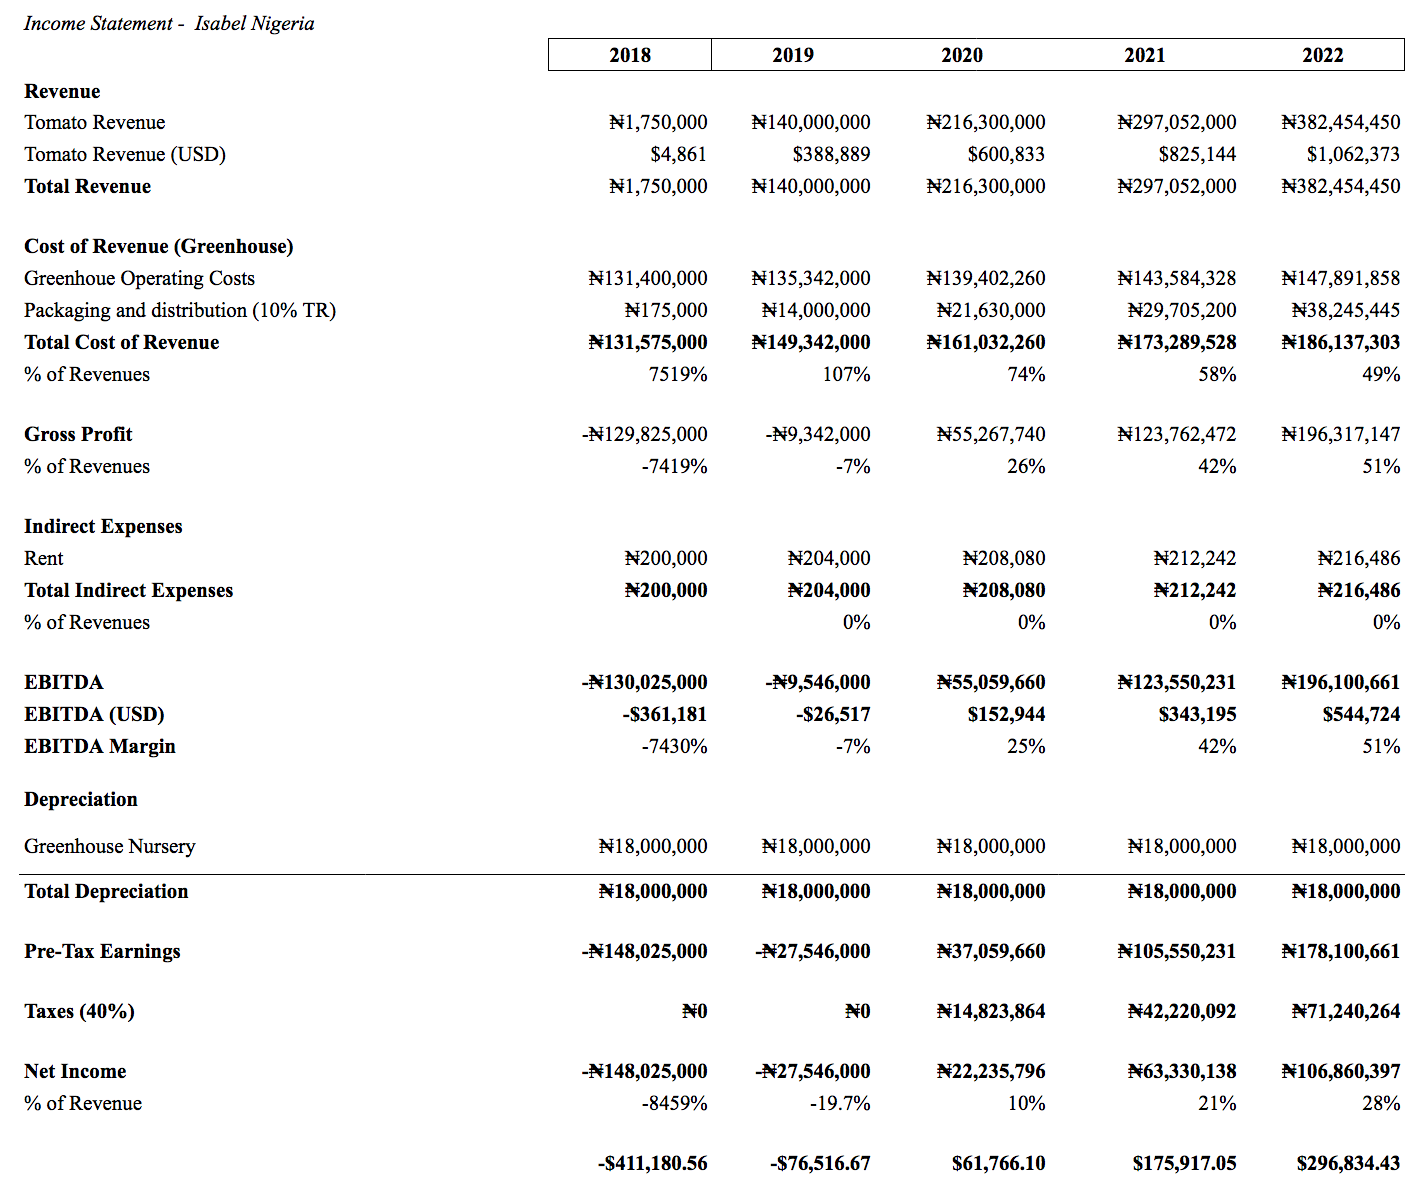 Income Statement - Isabel Nigeria
2018 2019 2020 2021 2022
Revenue
Tomato Revenue ₦1,750,000 ₦140,000,000 ₦216,300,000 ₦297,052,000 ₦382,454,450
Tomato Revenue (USD) $4,861 $388,889 $600,833 $825,144 $1,062,373
Total Revenue ₦1,750,000 ₦140,000,000 ₦216,300,000 ₦297,052,000 ₦382,454,450
Cost of Revenue (Greenhouse)
Greenhoue Operating Costs ₦131,400,000 ₦135,342,000 ₦139,402,260 ₦143,584,328 ₦147,891,858
Packaging and distribution (10% TR) ₦175,000 ₦14,000,000 ₦21,630,000 ₦29,705,200 ₦38,245,445
Total Cost of Revenue ₦131,575,000 ₦149,342,000 ₦161,032,260 ₦173,289,528 ₦186,137,303
% of Revenues 7519% 107% 74% 58% 49%
Gross Profit -₦129,825,000 -₦9,342,000 ₦55,267,740 ₦123,762,472 ₦196,317,147
% of Revenues -7419% -7% 26% 42% 51%
Indirect Expenses
Rent ₦200,000 ₦204,000 ₦208,080 ₦212,242 ₦216,486
Total Indirect Expenses ₦200,000 ₦204,000 ₦208,080 ₦212,242 ₦216,486
% of Revenues 0% 0% 0% 0%
EBITDA -₦130,025,000 -₦9,546,000 ₦55,059,660 ₦123,550,231 ₦196,100,661
EBITDA (USD) -$361,181 -$26,517 $152,944 $343,195 $544,724
EBITDA Margin -7430% -7% 25% 42% 51%
Depreciation
Greenhouse Nursery ₦18,000,000 ₦18,000,000 ₦18,000,000 ₦18,000,000 ₦18,000,000
Total Depreciation ₦18,000,000 ₦18,000,000 ₦18,000,000 ₦18,000,000 ₦18,000,000
Pre-Tax Earnings -₦148,025,000 -₦27,546,000 ₦37,059,660 ₦105,550,231 ₦178,100,661
Taxes (40%) ₦0 ₦0 ₦14,823,864 ₦42,220,092 ₦71,240,264
Net Income -₦148,025,000 -₦27,546,000 ₦22,235,796 ₦63,330,138 ₦106,860,397
% of Revenue -8459% -19.7% 10% 21% 28%
-$411,180.56 -$76,516.67 $61,766.10 $175,917.05 $296,834.43